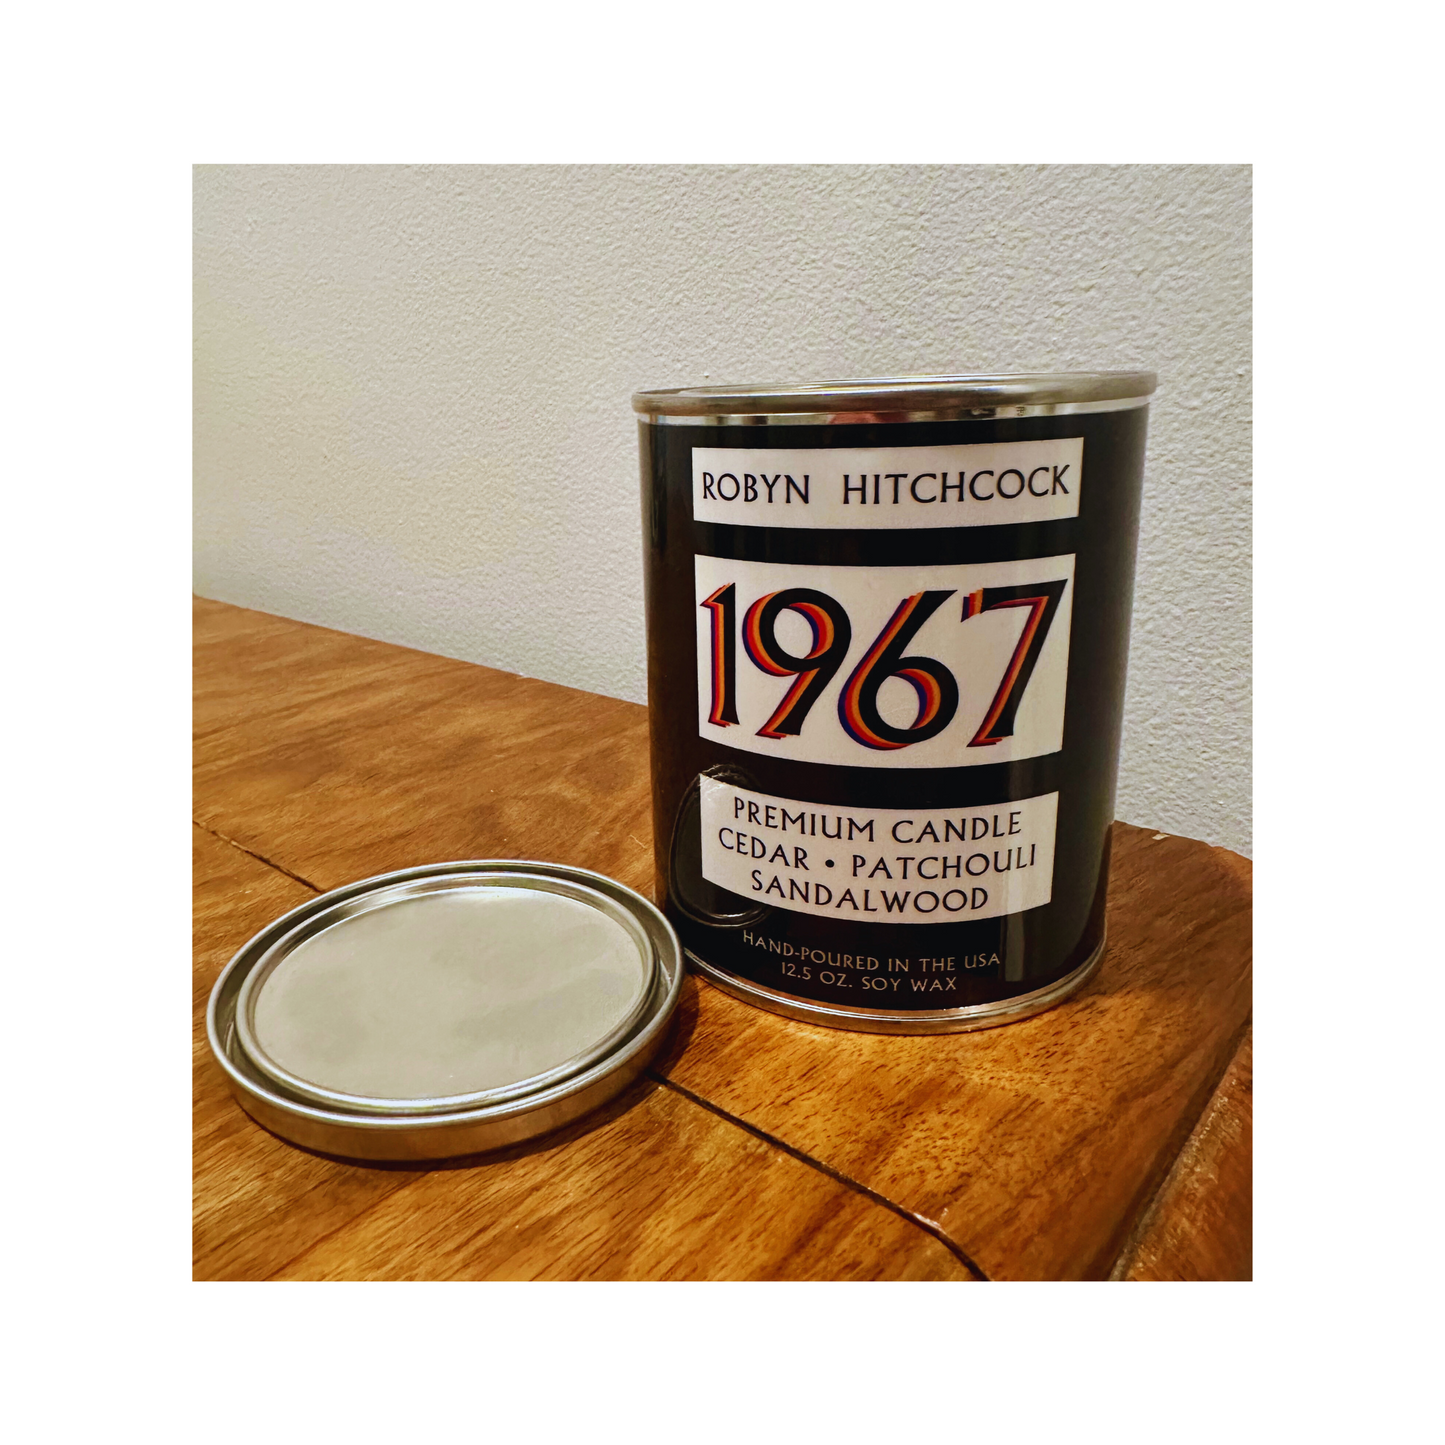 ROBYN HITCHCOCK
1967
PREMIUM CANDLE
CEDAR • PATCHOULI
SANDALWOOD
HAND-POURED IN THE USA
12.5 OZ. SOY WAX